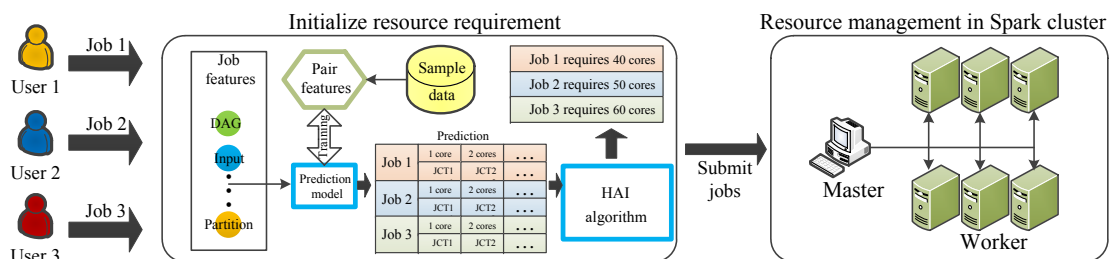 Initialize resource requirement
Resource management in Spark cluster
Job 1
User 1
Job 2
User 2
Job 3
User 3
Job
features
DAG
Input
Partition
Pair
features
Sample
data
Training
Prediction
model
Prediction
Job 1
1 core
2 cores
...
JCT1
JCT2
...
Job 2
1 core
2 cores
...
JCT1
JCT2
...
Job 3
1 core
2 cores
...
JCT1
JCT2
...
Job 1 requires 40 cores
Job 2 requires 50 cores
Job 3 requires 60 cores
HAI
algorithm
Submit
jobs
Master
Worker